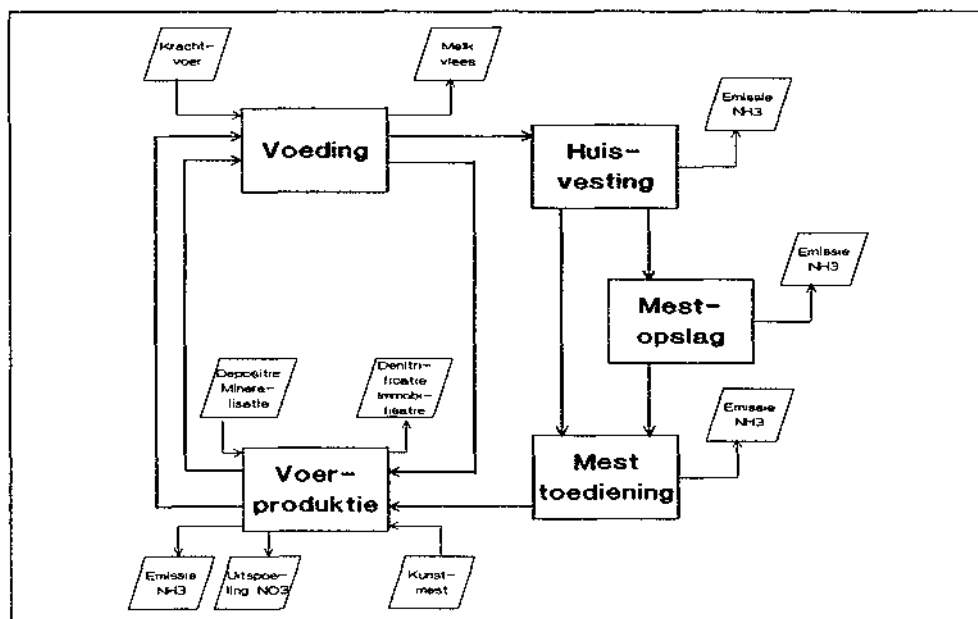 Kracht-
voer
Melk
vlees
Voeding
Huis-
vesting
Emissie
NH3
Mest-
opslag
Emissie
NH3
Depositie
Minera-
lisatie
Denitri-
ficatie
Immobi-
lisatie
Voer-
produktie
Mest
toediening
Emissie
NH3
Emissie
NH3
Uitspoe-
ling NO3
Kunst-
mest